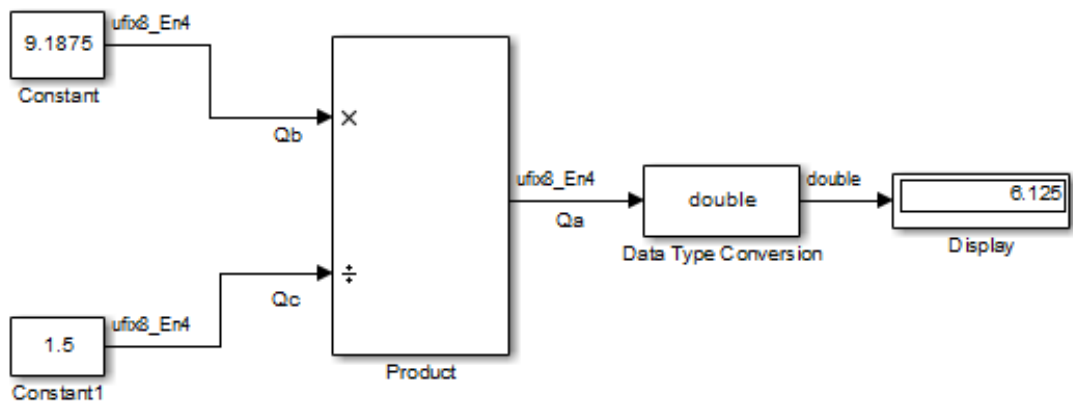 ufix8_En4
9.1875
Constant
Qb
×
ufix8_En4
Qa
double
Data Type Conversion
double
6.125
Display
÷
Qc
ufix8_En4
1.5
Constant1
Product